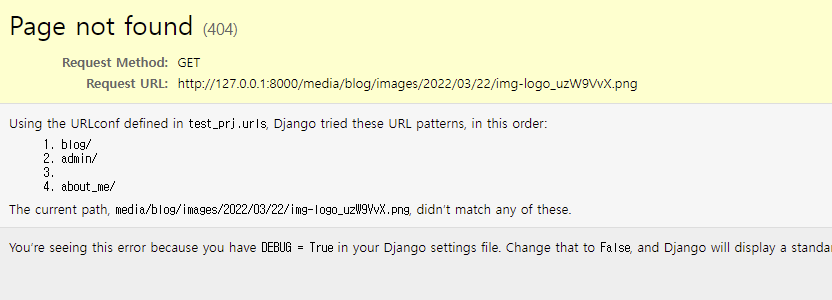 Page not found (404)
Request Method: GET
Request URL: http://127.0.0.1:8000/media/blog/images/2022/03/22/img-logo_uzW9VvX.png
Using the URLconf defined in test_prj.urls, Django tried these URL patterns, in this order:
1. blog/
2. admin/
3.
4. about_me/
The current path, media/blog/images/2022/03/22/img-logo_uzW9VvX.png, didn't match any of these.
You're seeing this error because you have DEBUG = True in your Django settings file. Change that to False, and Django will display a standa